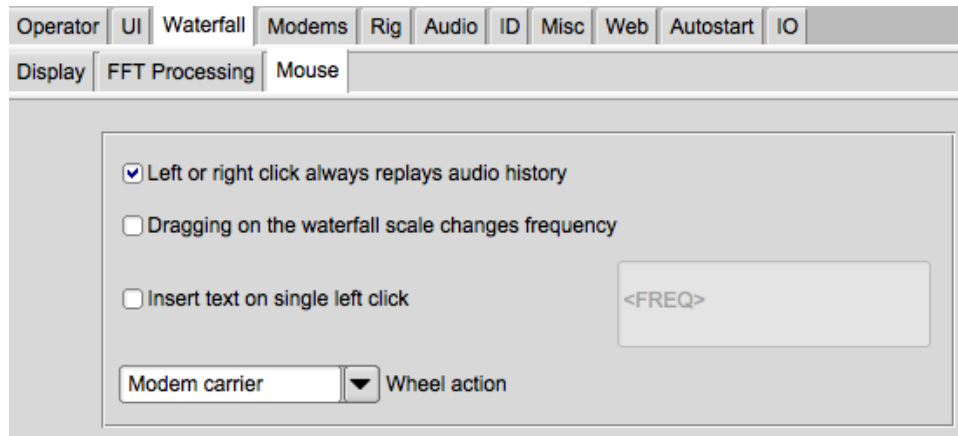 Operator UI Waterfall Modems Rig Audio ID Misc Web Autostart IO
Display FFT Processing Mouse
Left or right click always replays audio history
Dragging on the waterfall scale changes frequency
Insert text on single left click <FREQ>
Modem carrier Wheel action